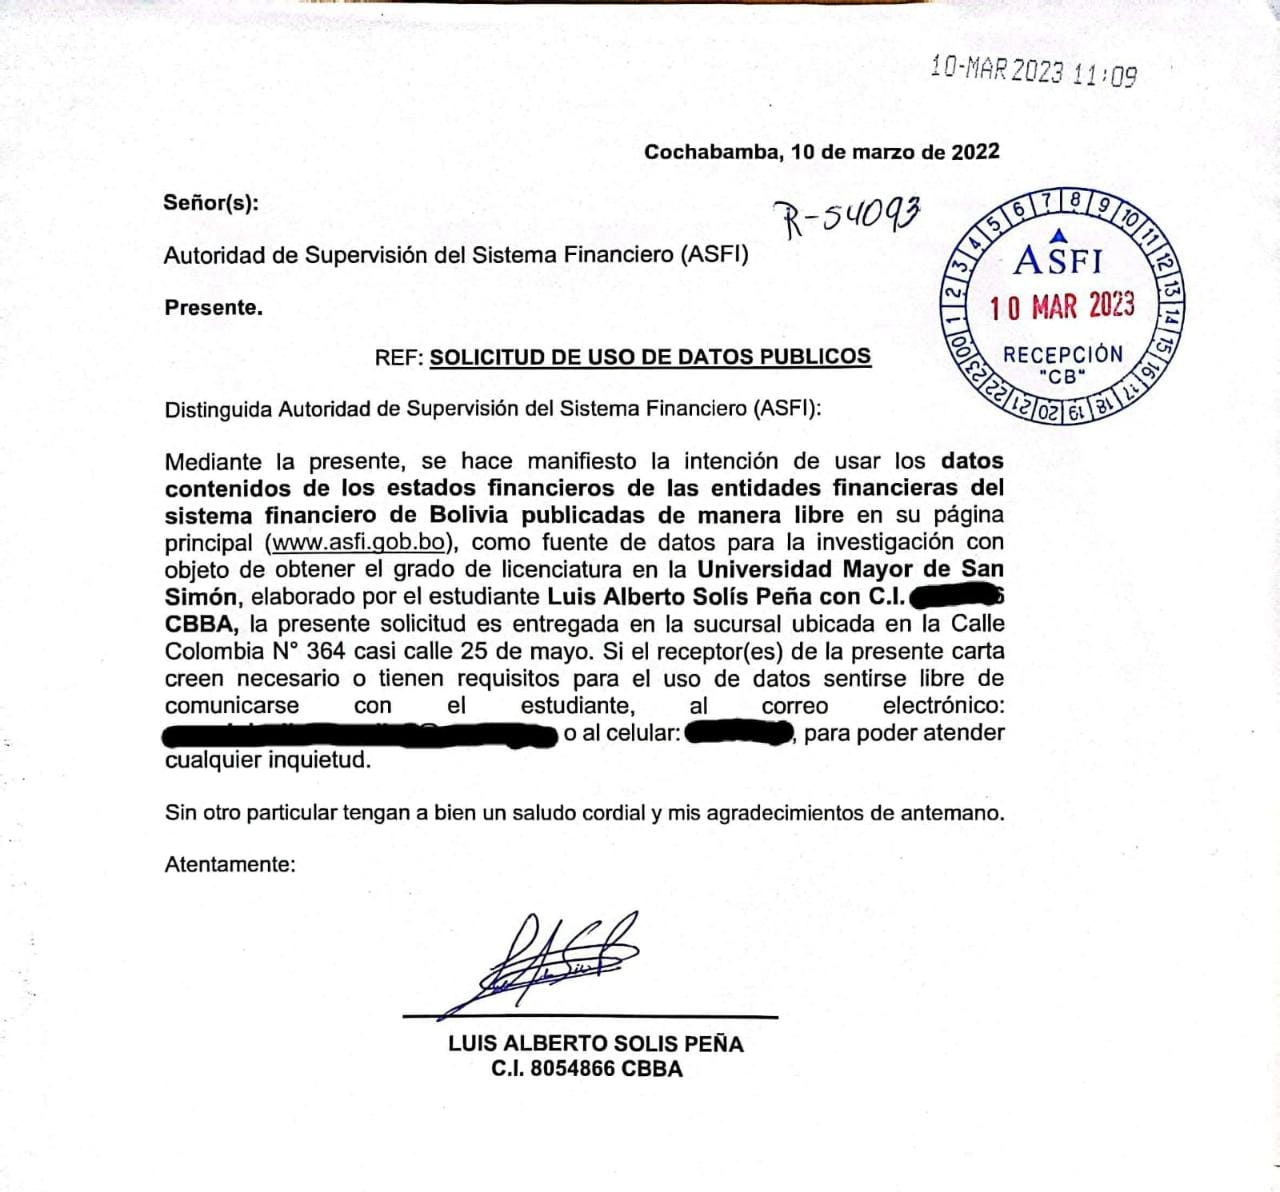 10-MAR 2023 11:09
Cochabamba, 10 de marzo de 2022
Señor(s):
R-54093
Autoridad de Supervisión del Sistema Financiero (ASFI)
Presente.
00 1 2 3 4 5 6 7 8 9 10 11 12 13 14 15 16 17 18 19 20 21 22 23
ASFI
10 MAR 2023
RECEPCIÓN
"CB"
REF: SOLICITUD DE USO DE DATOS PUBLICOS
Distinguida Autoridad de Supervisión del Sistema Financiero (ASFI):
Mediante la presente, se hace manifiesto la intención de usar los datos
contenidos de los estados financieros de las entidades financieras del
sistema financiero de Bolivia publicadas de manera libre en su página
principal (www.asfi.gob.bo), como fuente de datos para la investigación con
objeto de obtener el grado de licenciatura en la Universidad Mayor de San
Simón, elaborado por el estudiante Luis Alberto Solís Peña con C.I.
CBBA, la presente solicitud es entregada en la sucursal ubicada en la Calle
Colombia N° 364 casi calle 25 de mayo. Si el receptor(es) de la presente carta
creen necesario o tienen requisitos para el uso de datos sentirse libre de
comunicarse con el estudiante, al correo electrónico:
o al celular: , para poder atender
cualquier inquietud.
Sin otro particular tengan a bien un saludo cordial y mis agradecimientos de antemano.
Atentamente:
LUIS ALBERTO SOLIS PEÑA
C.I. 8054866 CBBA